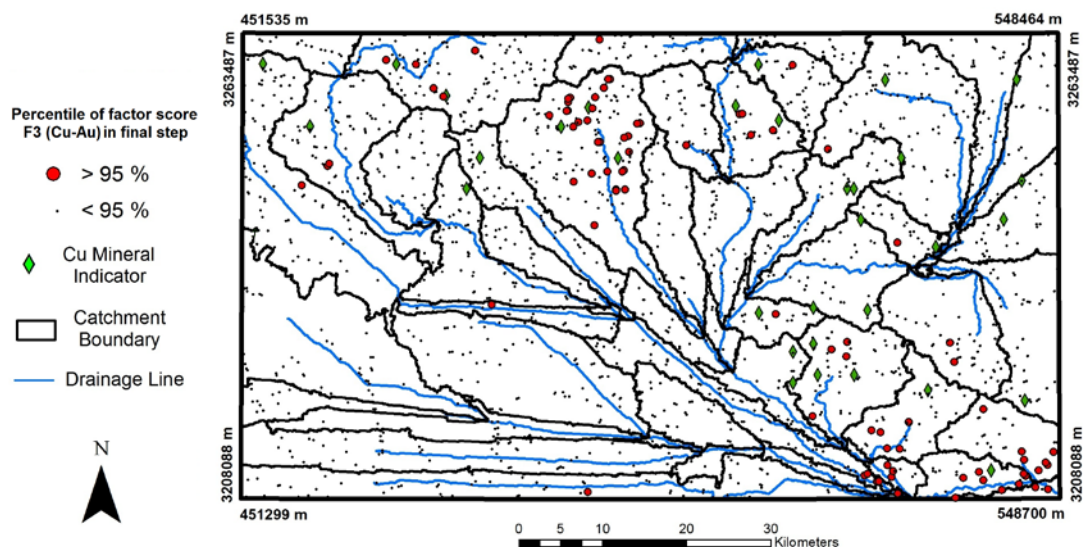 451535 m
548464 m
3263487 m
3263487 m
Percentile of factor score
F3 (Cu-Au) in final step
> 95 %
< 95 %
Cu Mineral
Indicator
Catchment
Boundary
Drainage Line
N
3208088 m
3208088 m
451299 m
548700 m
0 5 10 20 30
Kilometers